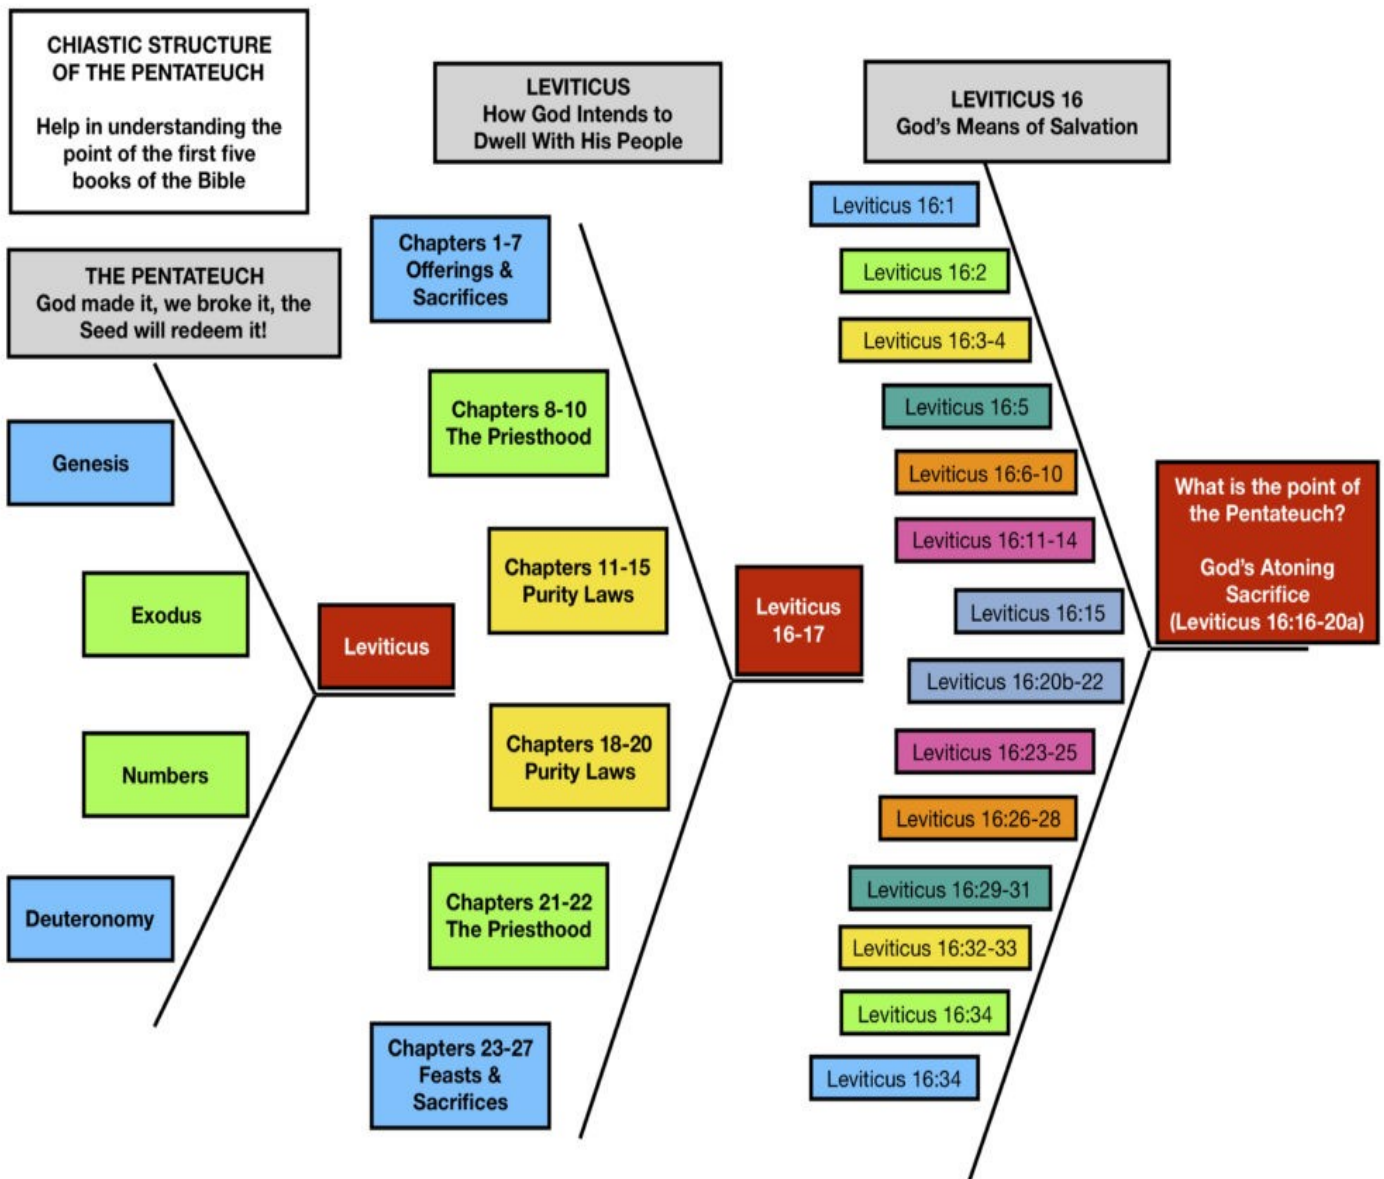 CHIASTIC STRUCTURE
OF THE PENTATEUCH
Help in understanding the
point of the first five
books of the Bible
THE PENTATEUCH
God made it, we broke it, the
Seed will redeem it!
Genesis
Exodus
Leviticus
Numbers
Deuteronomy
LEVITICUS
How God Intends to
Dwell With His People
Chapters 1-7
Offerings &
Sacrifices
Chapters 8-10
The Priesthood
Chapters 11-15
Purity Laws
Leviticus
16-17
Chapters 18-20
Purity Laws
Chapters 21-22
The Priesthood
Chapters 23-27
Feasts &
Sacrifices
LEVITICUS 16
God's Means of Salvation
Leviticus 16:1
Leviticus 16:2
Leviticus 16:3-4
Leviticus 16:5
Leviticus 16:6-10
Leviticus 16:11-14
Leviticus 16:15
What is the point of
the Pentateuch?
God's Atoning
Sacrifice
(Leviticus 16:16-20a)
Leviticus 16:20b-22
Leviticus 16:23-25
Leviticus 16:26-28
Leviticus 16:29-31
Leviticus 16:32-33
Leviticus 16:34
Leviticus 16:34